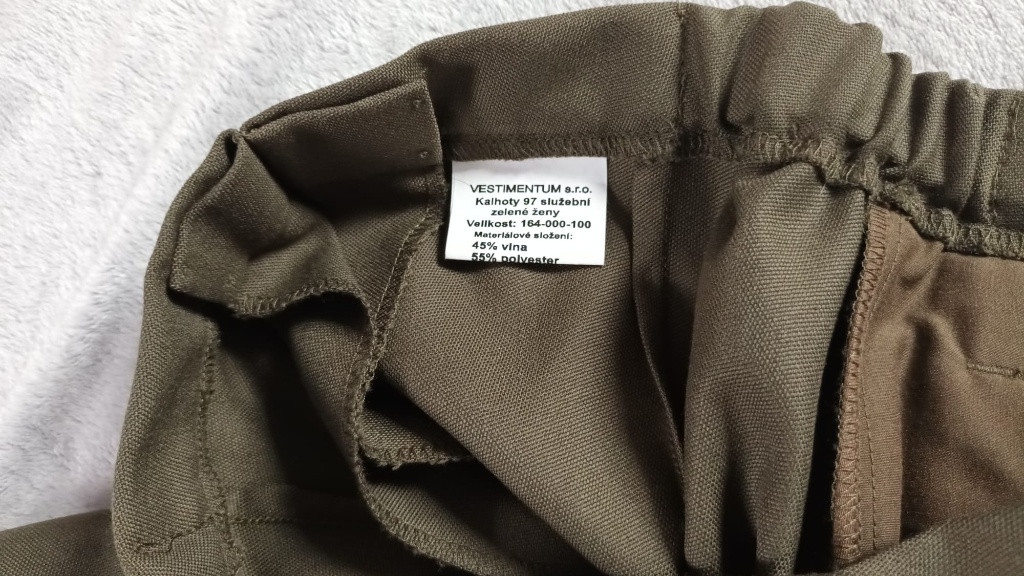 VESTIMENTUM s.r.o.
Kalhoty 97 služební
zelené ženy
Velikost: 164-000-100
Materiálové složení:
45% vlna
55% polyester